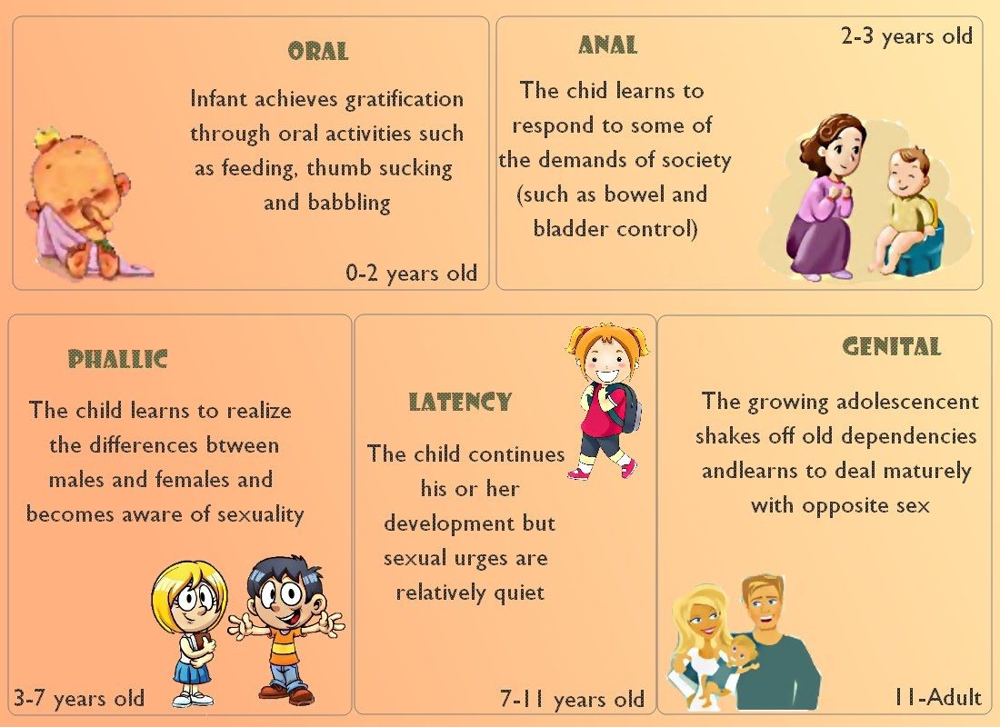 ORAL
Infant achieves gratification
through oral activities such
as feeding, thumb sucking
and babbling
0-2 years old
ANAL
2-3 years old
The chid learns to
respond to some of
the demands of society
(such as bowel and
bladder control)
PHALLIC
The child learns to realize
the differences btween
males and females and
becomes aware of sexuality
3-7 years old
LATENCY
The child continues
his or her
development but
sexual urges are
relatively quiet
7-11 years old
GENITAL
The growing adolescencent
shakes off old dependencies
andlearns to deal maturely
with opposite sex
11-Adult